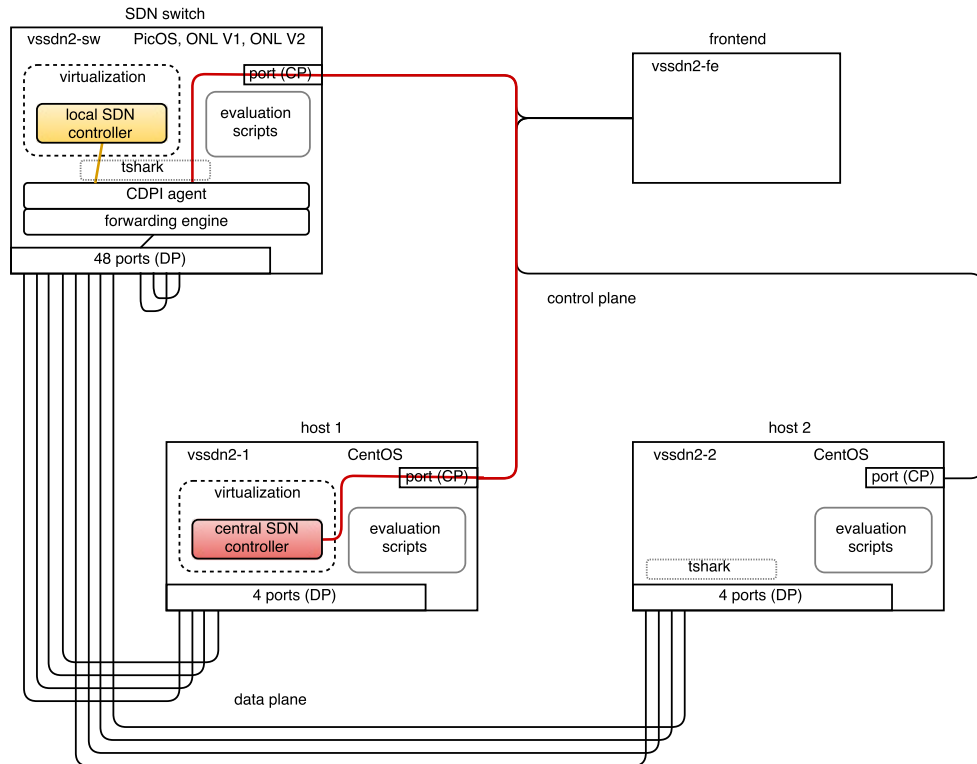 SDN switch
vssdn2-sw
PicOS, ONL V1, ONL V2
virtualization
port (CP)
local SDN
controller
evaluation
scripts
tshark
CDPI agent
forwarding engine
48 ports (DP)
frontend
vssdn2-fe
control plane
host 1
vssdn2-1
CentOS
port (CP)
virtualization
central SDN
controller
evaluation
scripts
4 ports (DP)
host 2
vssdn2-2
CentOS
port (CP)
evaluation
scripts
tshark
4 ports (DP)
data plane